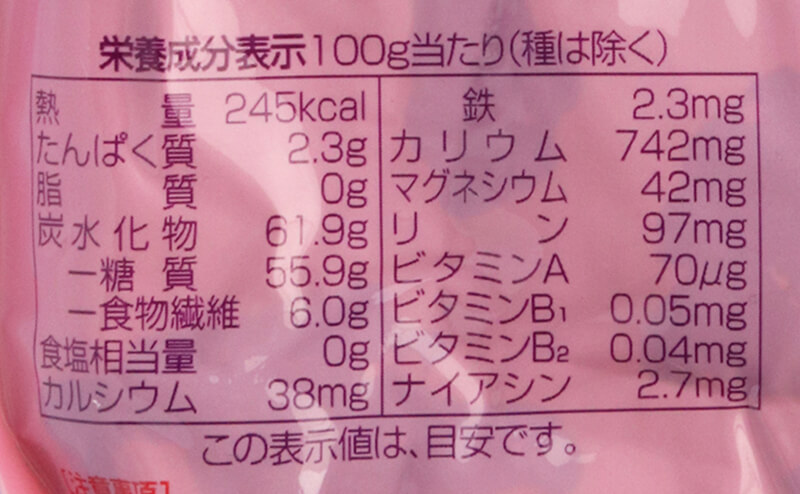 栄養成分表示100g当たり(種は除く)
熱量 245kcal
たんぱく質 2.3g
脂質 0g
炭水化物 61.9g
ー糖質 55.9g
ー食物繊維 6.0g
食塩相当量 0g
カルシウム 38mg
鉄 2.3mg
カリウム 742mg
マグネシウム 42mg
リン 97mg
ビタミンA 70μg
ビタミンB1 0.05mg
ビタミンB2 0.04mg
ナイアシン 2.7mg
この表示値は、目安です。
[注意事項]